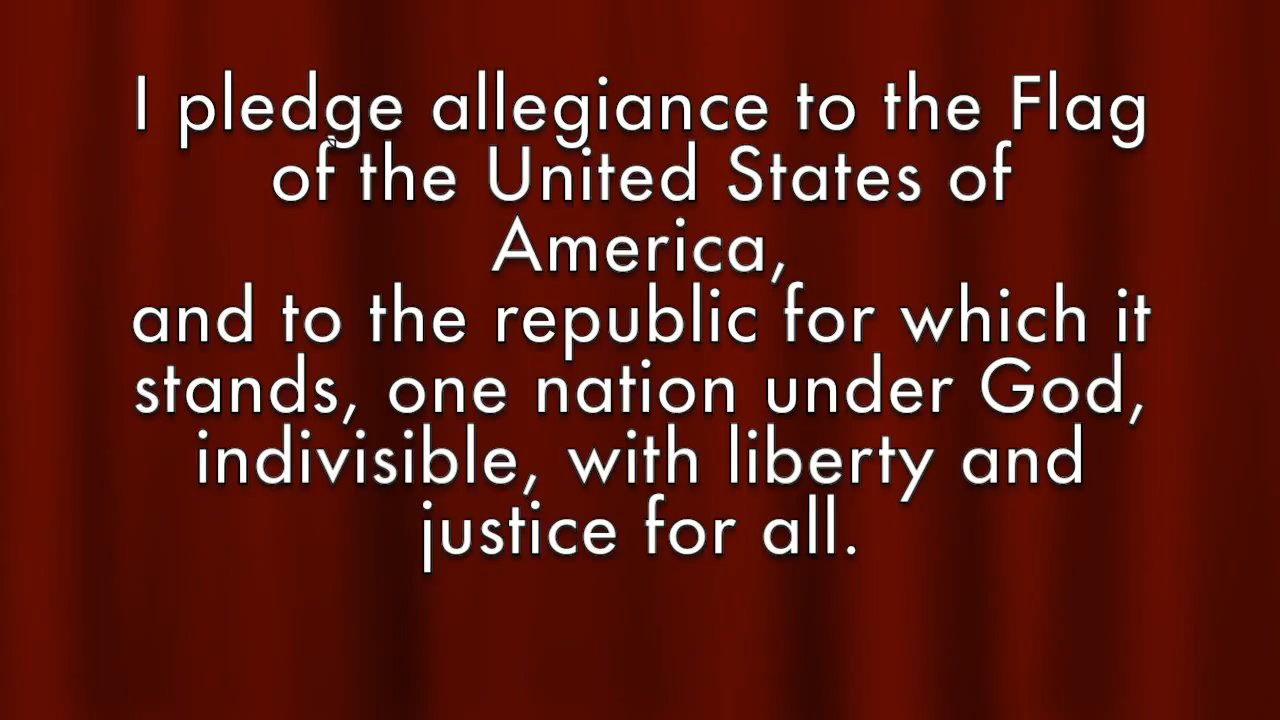 I pledge allegiance to the Flag
of the United States of
America,
and to the republic for which it
stands, one nation under God,
indivisible, with liberty and
justice for all.